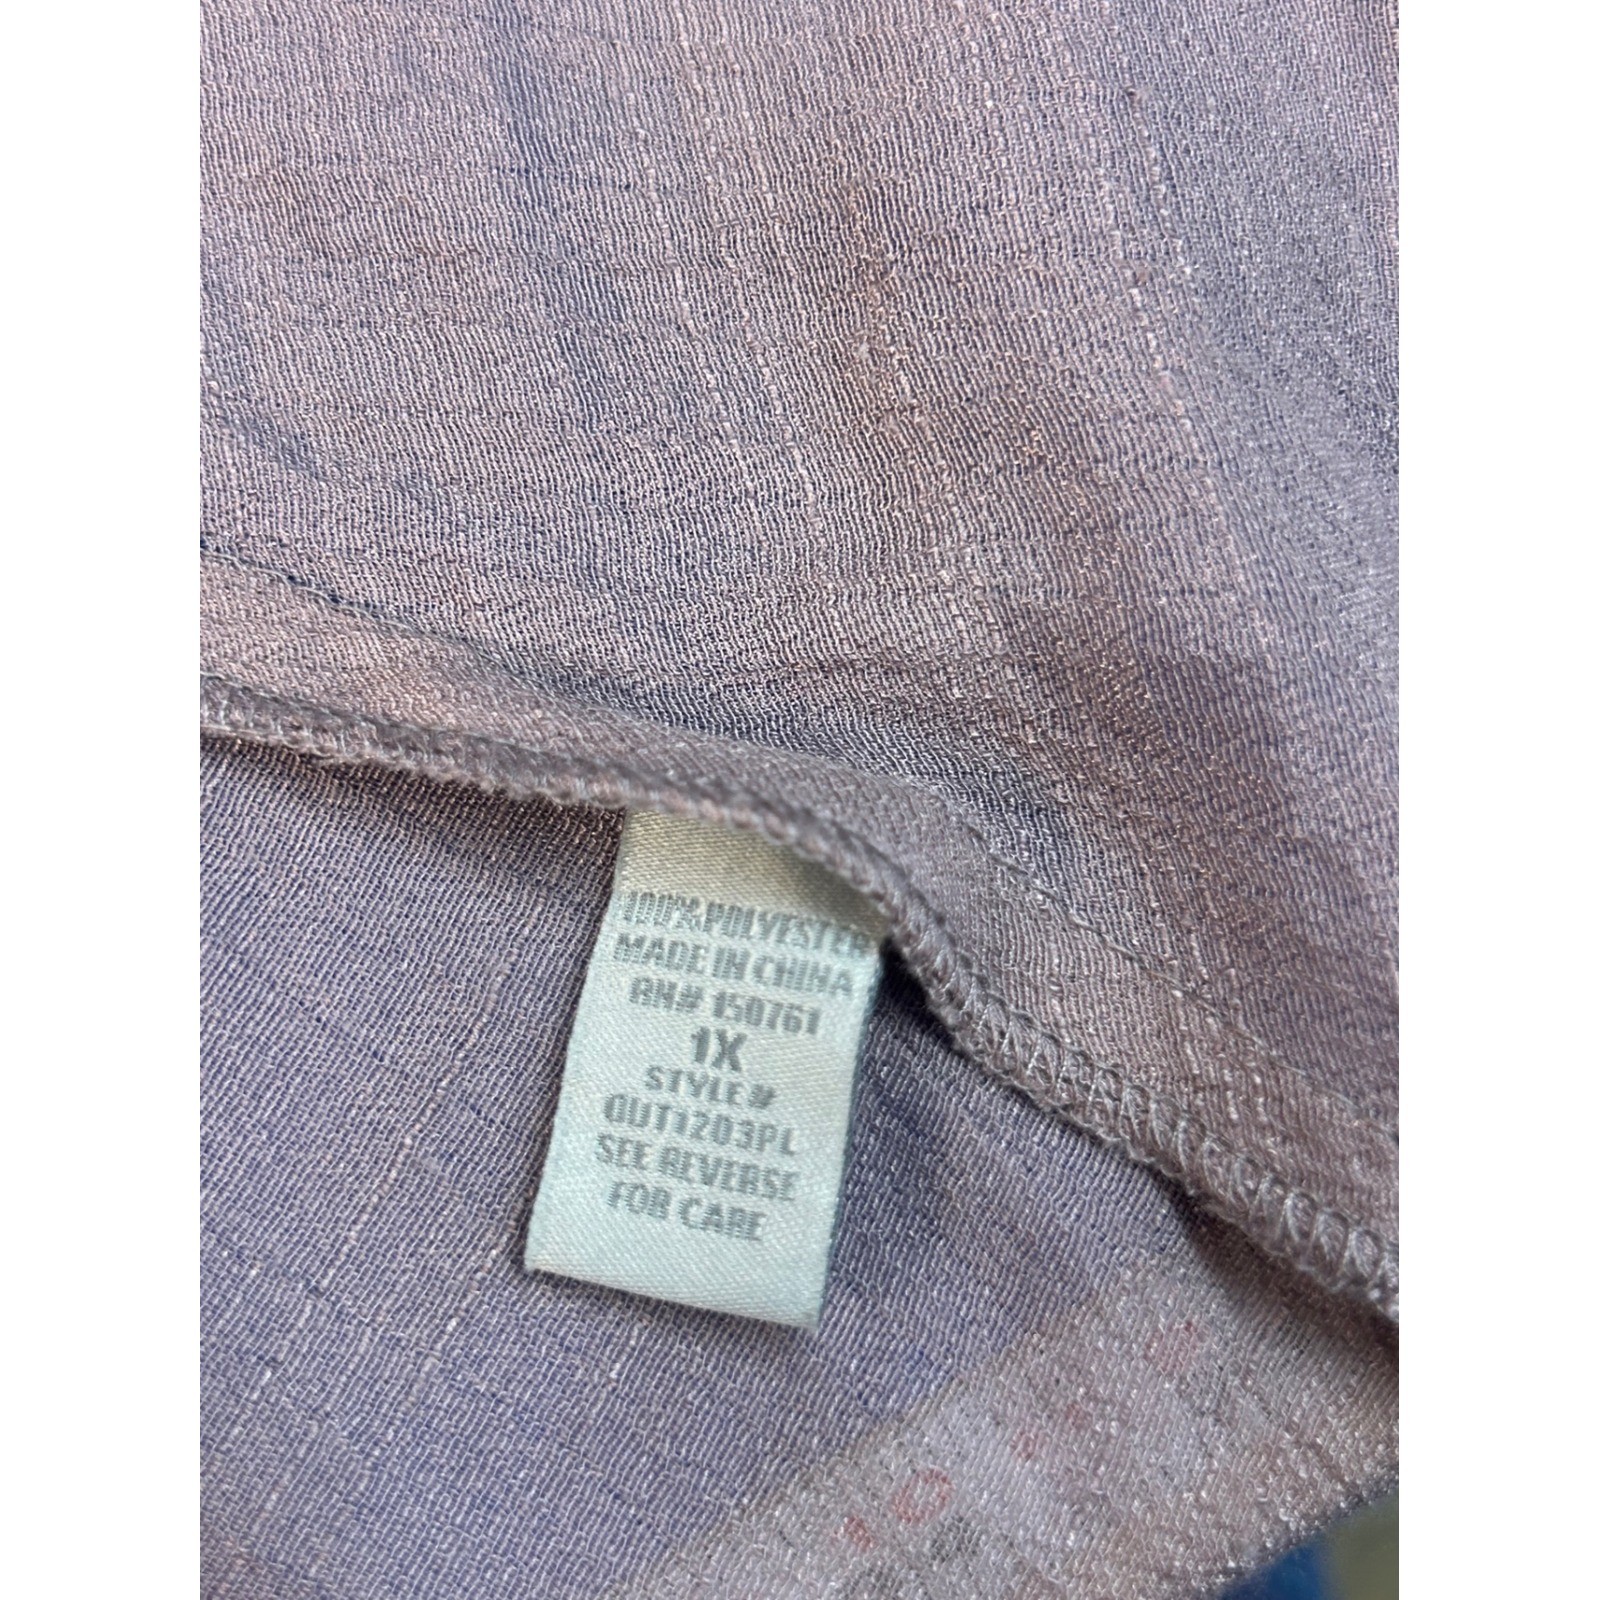 100% POLYESTER
MADE IN CHINA
RN# 150761
1X
STYLE#
OUT1203PL
SEE REVERSE
FOR CARE